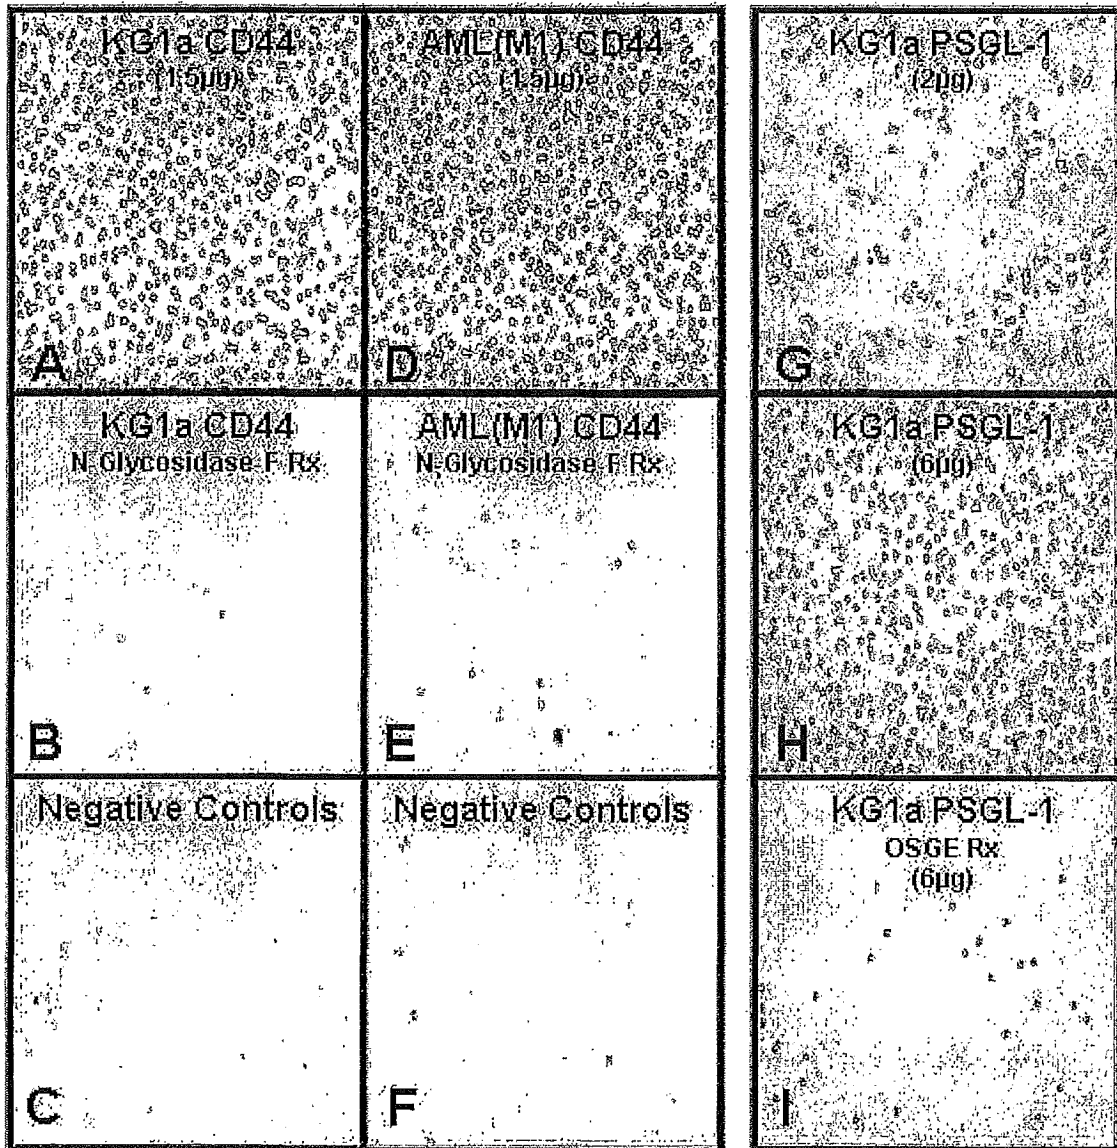 KG1a CD44
(1.5µg)
A
AML(M1) CD44
(1.5µg)
D
KG1a PSGL-1
(2µg)
G
KG1a CD44
N-Glycosidase-F Rx
B
AML(M1) CD44
N-Glycosidase-F Rx
E
KG1a PSGL-1
(6µg)
H
Negative Controls
C
Negative Controls
F
KG1a PSGL-1
OSGE Rx
(6µg)
I